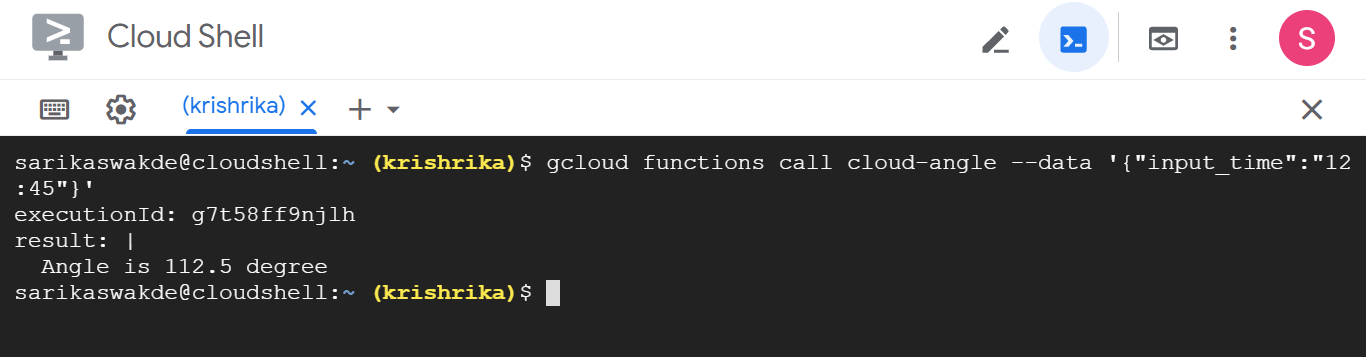 Cloud Shell
S
(krishrika)
sarikaswakde@cloudshell:~ (krishrika)$ gcloud functions call cloud-angle --data '{"input_time":"12
:45"}'
executionId: g7t58ff9njlh
result: |
  Angle is 112.5 degree
sarikaswakde@cloudshell:~ (krishrika)$